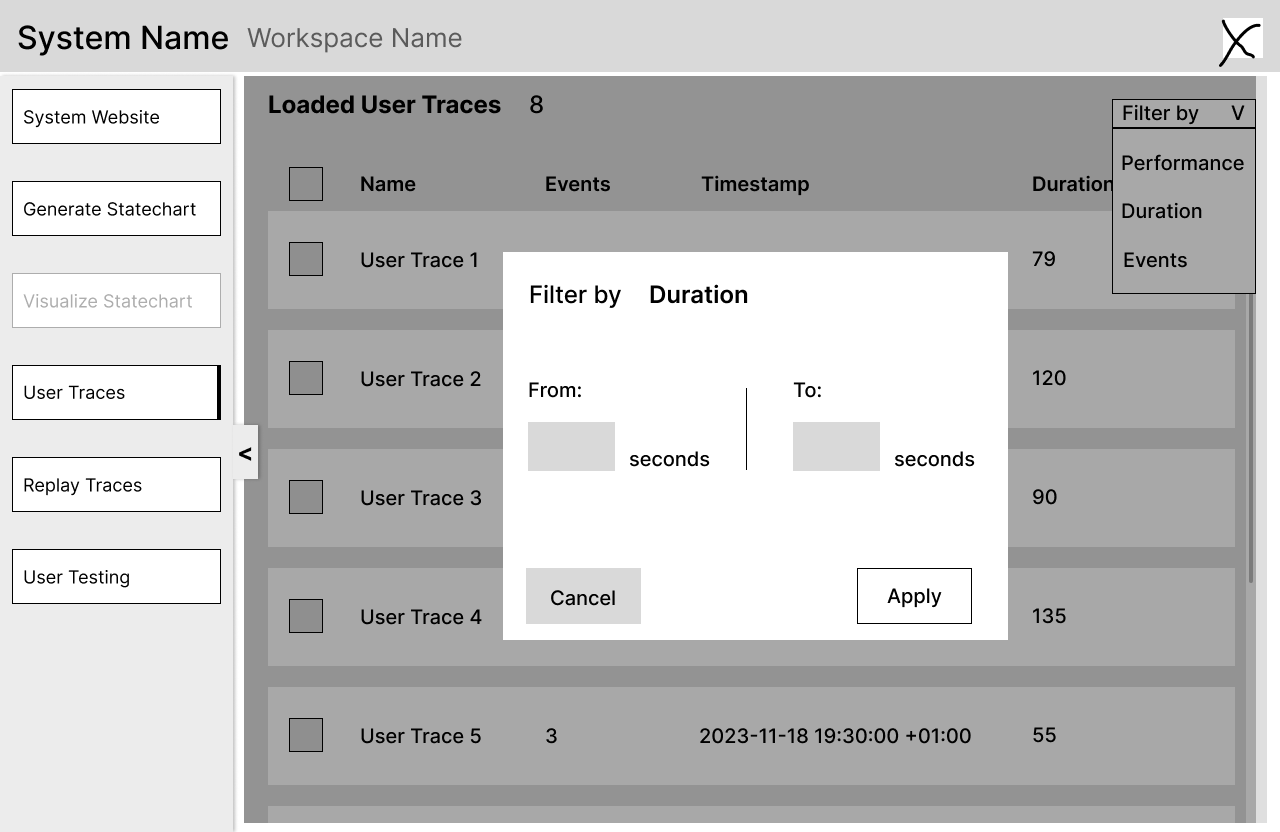 System Name Workspace Name
System Website
Generate Statechart
Visualize Statechart
User Traces
Replay Traces
User Testing
<
Loaded User Traces 8
Filter by V
Performance
Duration
Events
Name Events Timestamp Duration
User Trace 1 79
User Trace 2 120
User Trace 3 90
User Trace 4 135
User Trace 5 3 2023-11-18 19:30:00 +01:00 55
Filter by Duration
From: To:
seconds seconds
Cancel Apply